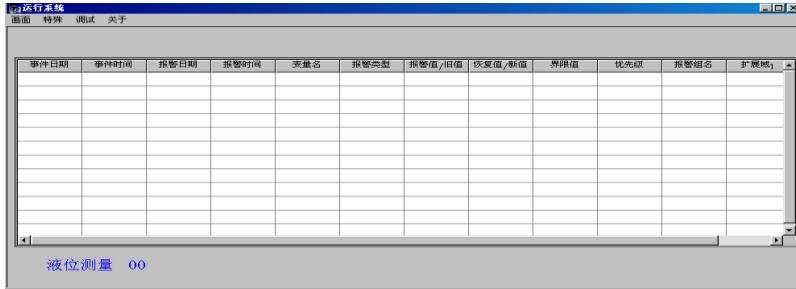 运行系统
画面 特殊 调试 关于
事件日期 事件时间 报警日期 报警时间 变量名 报警类型 报警值/旧值 恢复值/新值 界限值 优先级 报警组名 扩展域1
液位测量 00